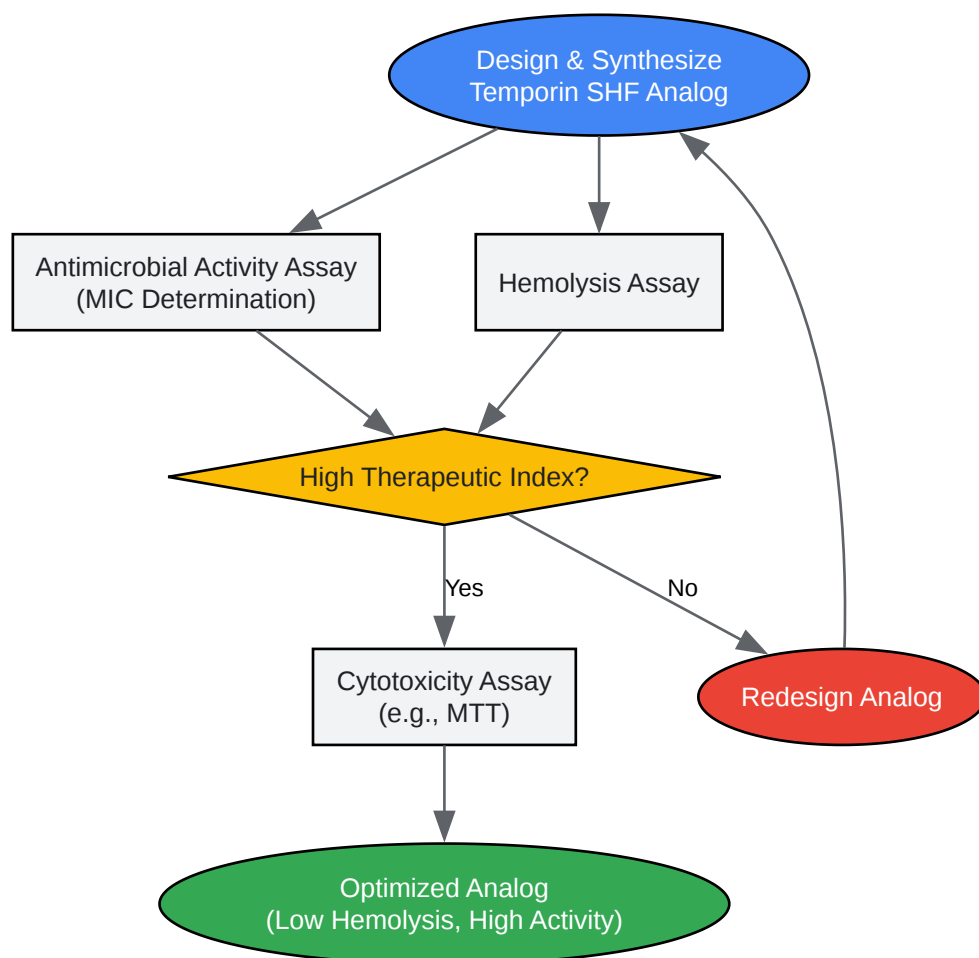 Design & Synthesize
Temporin SHF Analog
Antimicrobial Activity Assay
(MIC Determination)
Hemolysis Assay
High Therapeutic Index?
Yes
No
Cytotoxicity Assay
(e.g., MTT)
Redesign Analog
Optimized Analog
(Low Hemolysis, High Activity)